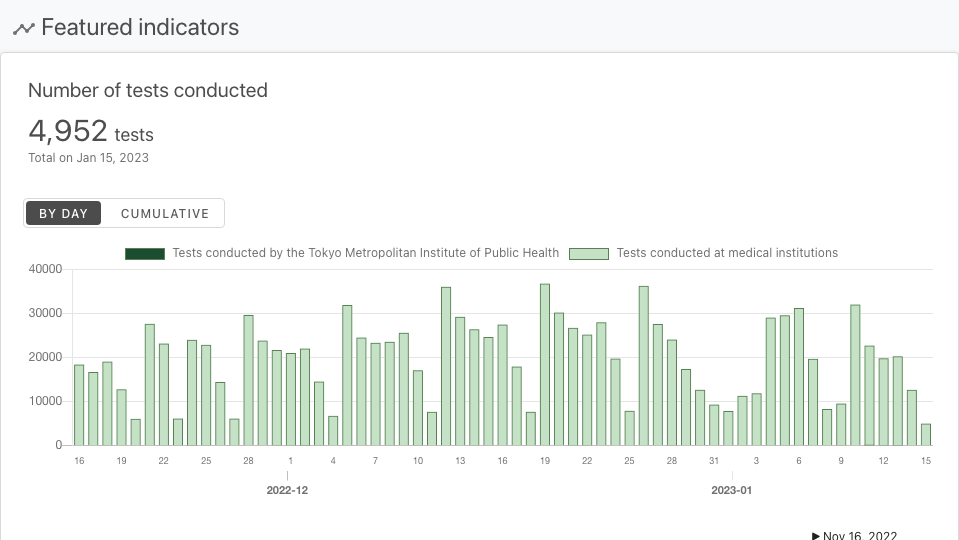 Featured indicators
Number of tests conducted
4,952 tests
Total on Jan 15, 2023
BY DAY CUMULATIVE
Tests conducted by the Tokyo Metropolitan Institute of Public Health Tests conducted at medical institutions
40000
30000
20000
10000
0
16 19 22 25 28 1 4 7 10 13 16 19 22 25 28 31 3 6 9 12 15
2022-12 2023-01
Nov 16, 2022